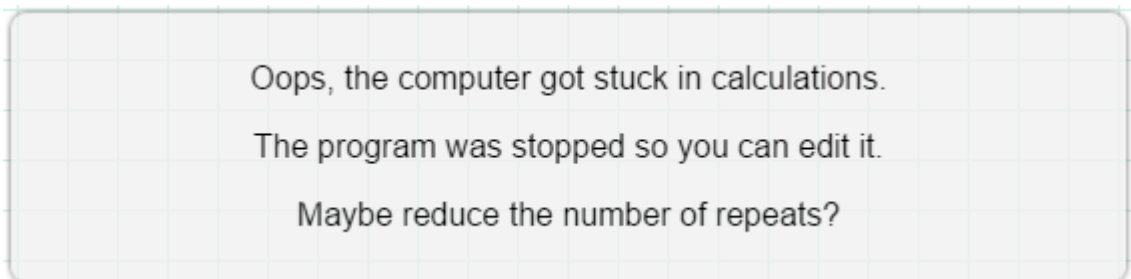 Oops, the computer got stuck in calculations.
The program was stopped so you can edit it.
Maybe reduce the number of repeats?